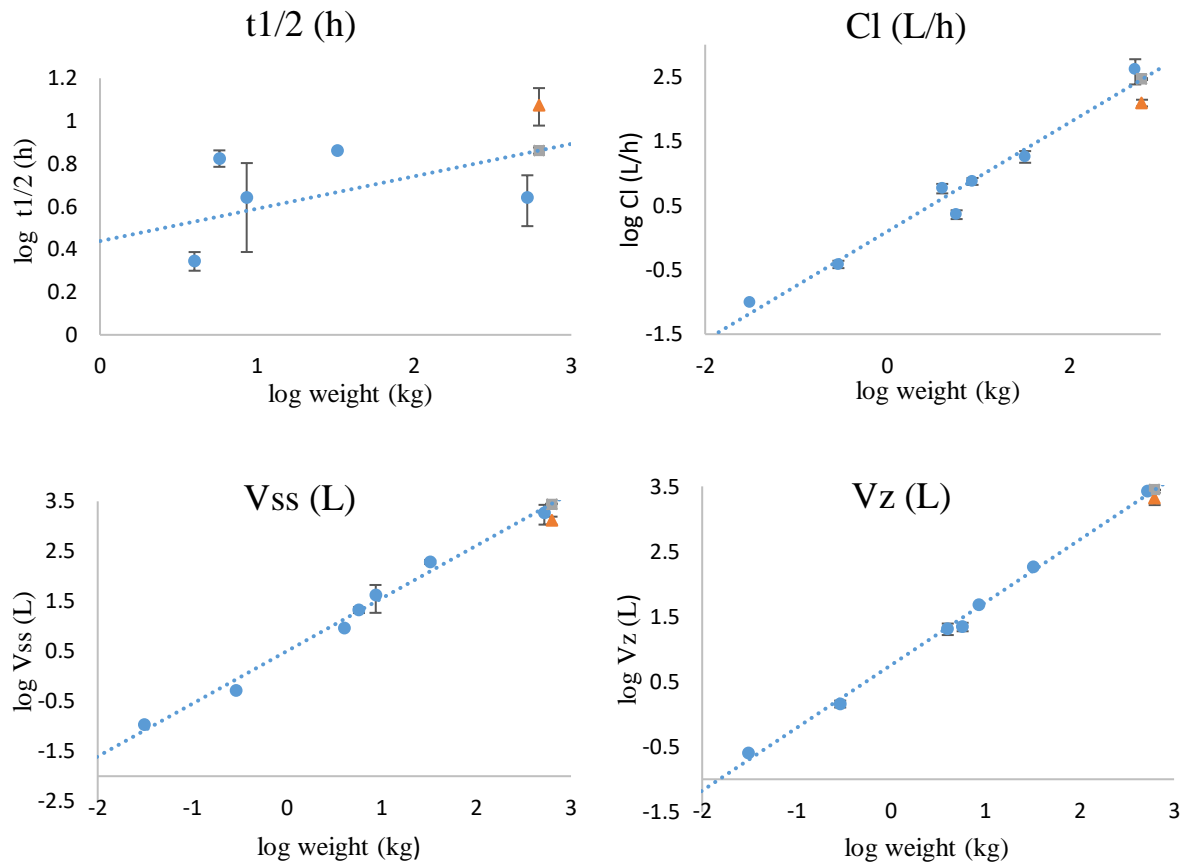 t1/2 (h)
log t1/2 (h)
1.2
1
0.8
0.6
0.4
0.2
0
0 1 2 3
log weight (kg)
Cl (L/h)
log Cl (L/h)
2.5
1.5
0.5
-0.5
-1.5
-2 0 2
log weight (kg)
Vss (L)
log Vss (L)
3.5
2.5
1.5
0.5
-0.5
-1.5
-2.5
-2 -1 0 1 2 3
log weight (kg)
Vz (L)
log Vz (L)
3.5
2.5
1.5
0.5
-0.5
-1.5
-2 -1 0 1 2 3
log weight (kg)